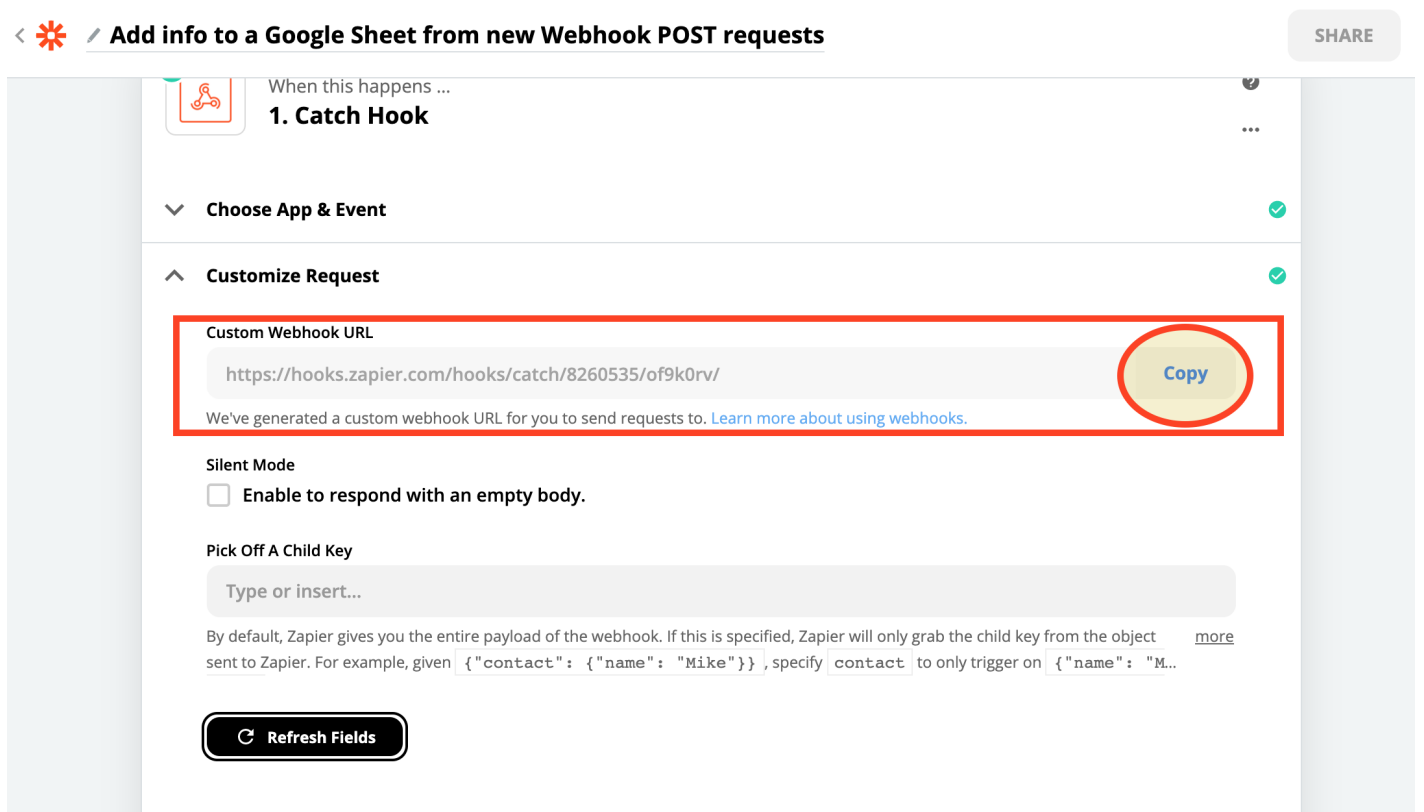 Add info to a Google Sheet from new Webhook POST requests
SHARE
When this happens ...
1. Catch Hook
Choose App & Event
Customize Request
Custom Webhook URL
https://hooks.zapier.com/hooks/catch/8260535/of9k0rv/
Copy
We've generated a custom webhook URL for you to send requests to. Learn more about using webhooks.
Silent Mode
Enable to respond with an empty body.
Pick Off A Child Key
Type or insert...
By default, Zapier gives you the entire payload of the webhook. If this is specified, Zapier will only grab the child key from the object more
sent to Zapier. For example, given {"contact": {"name": "Mike"}} , specify contact to only trigger on {"name": "M...
Refresh Fields